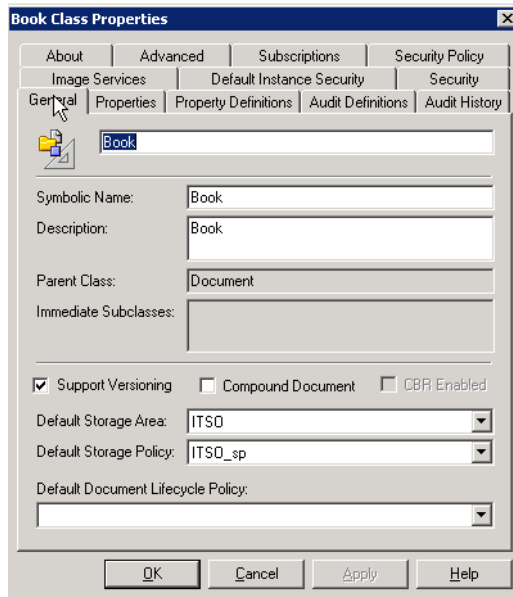 Book Class Properties
About Advanced Subscriptions Security Policy
Image Services Default Instance Security Security
General Properties Property Definitions Audit Definitions Audit History
Book
Symbolic Name: Book
Description: Book
Parent Class: Document
Immediate Subclasses:
Support Versioning Compound Document CBR Enabled
Default Storage Area: ITSO
Default Storage Policy: ITSO_sp
Default Document Lifecycle Policy:
OK Cancel Apply Help